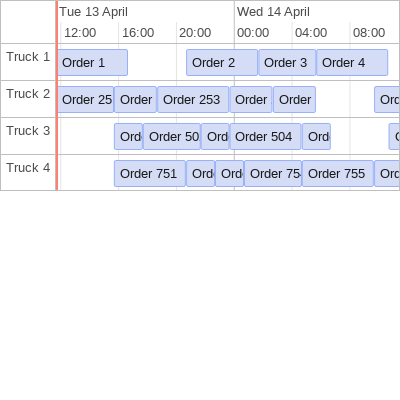 Tue 13 April Wed 14 April
12:00 16:00 20:00 00:00 04:00 08:00
Truck 1 Order 1 Order 2 Order 3 Order 4
Truck 2 Order 25 Order Order 253 Order Order Ord
Truck 3 Ord Order 50 Ord Order 504 Ord
Truck 4 Order 751 Ord Ord Order 75 Order 755 Ord